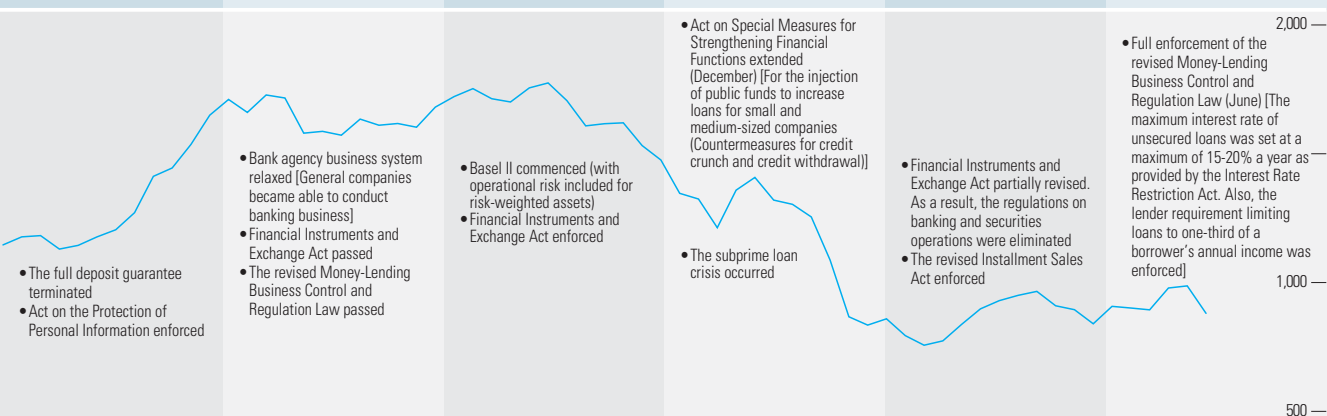 • The full deposit guarantee
terminated
• Act on the Protection of
Personal Information enforced
• Bank agency business system
relaxed [General companies
became able to conduct
banking business]
• Financial Instruments and
Exchange Act passed
• The revised Money-Lending
Business Control and
Regulation Law passed
• Basel II commenced (with
operational risk included for
risk-weighted assets)
• Financial Instruments and
Exchange Act enforced
• Act on Special Measures for
Strengthening Financial
Functions extended
(December) [For the injection
of public funds to increase
loans for small and
medium-sized companies
(Countermeasures for credit
crunch and credit withdrawal)]
• The subprime loan
crisis occurred
• Financial Instruments and
Exchange Act partially revised.
As a result, the regulations on
banking and securities
operations were eliminated
• The revised Installment Sales
Act enforced
• Full enforcement of the
revised Money-Lending
Business Control and
Regulation Law (June) [The
maximum interest rate of
unsecured loans was set at a
maximum of 15-20% a year as
provided by the Interest Rate
Restriction Act. Also, the
lender requirement limiting
loans to one-third of a
borrower's annual income was
enforced]
2,000
1,000
500